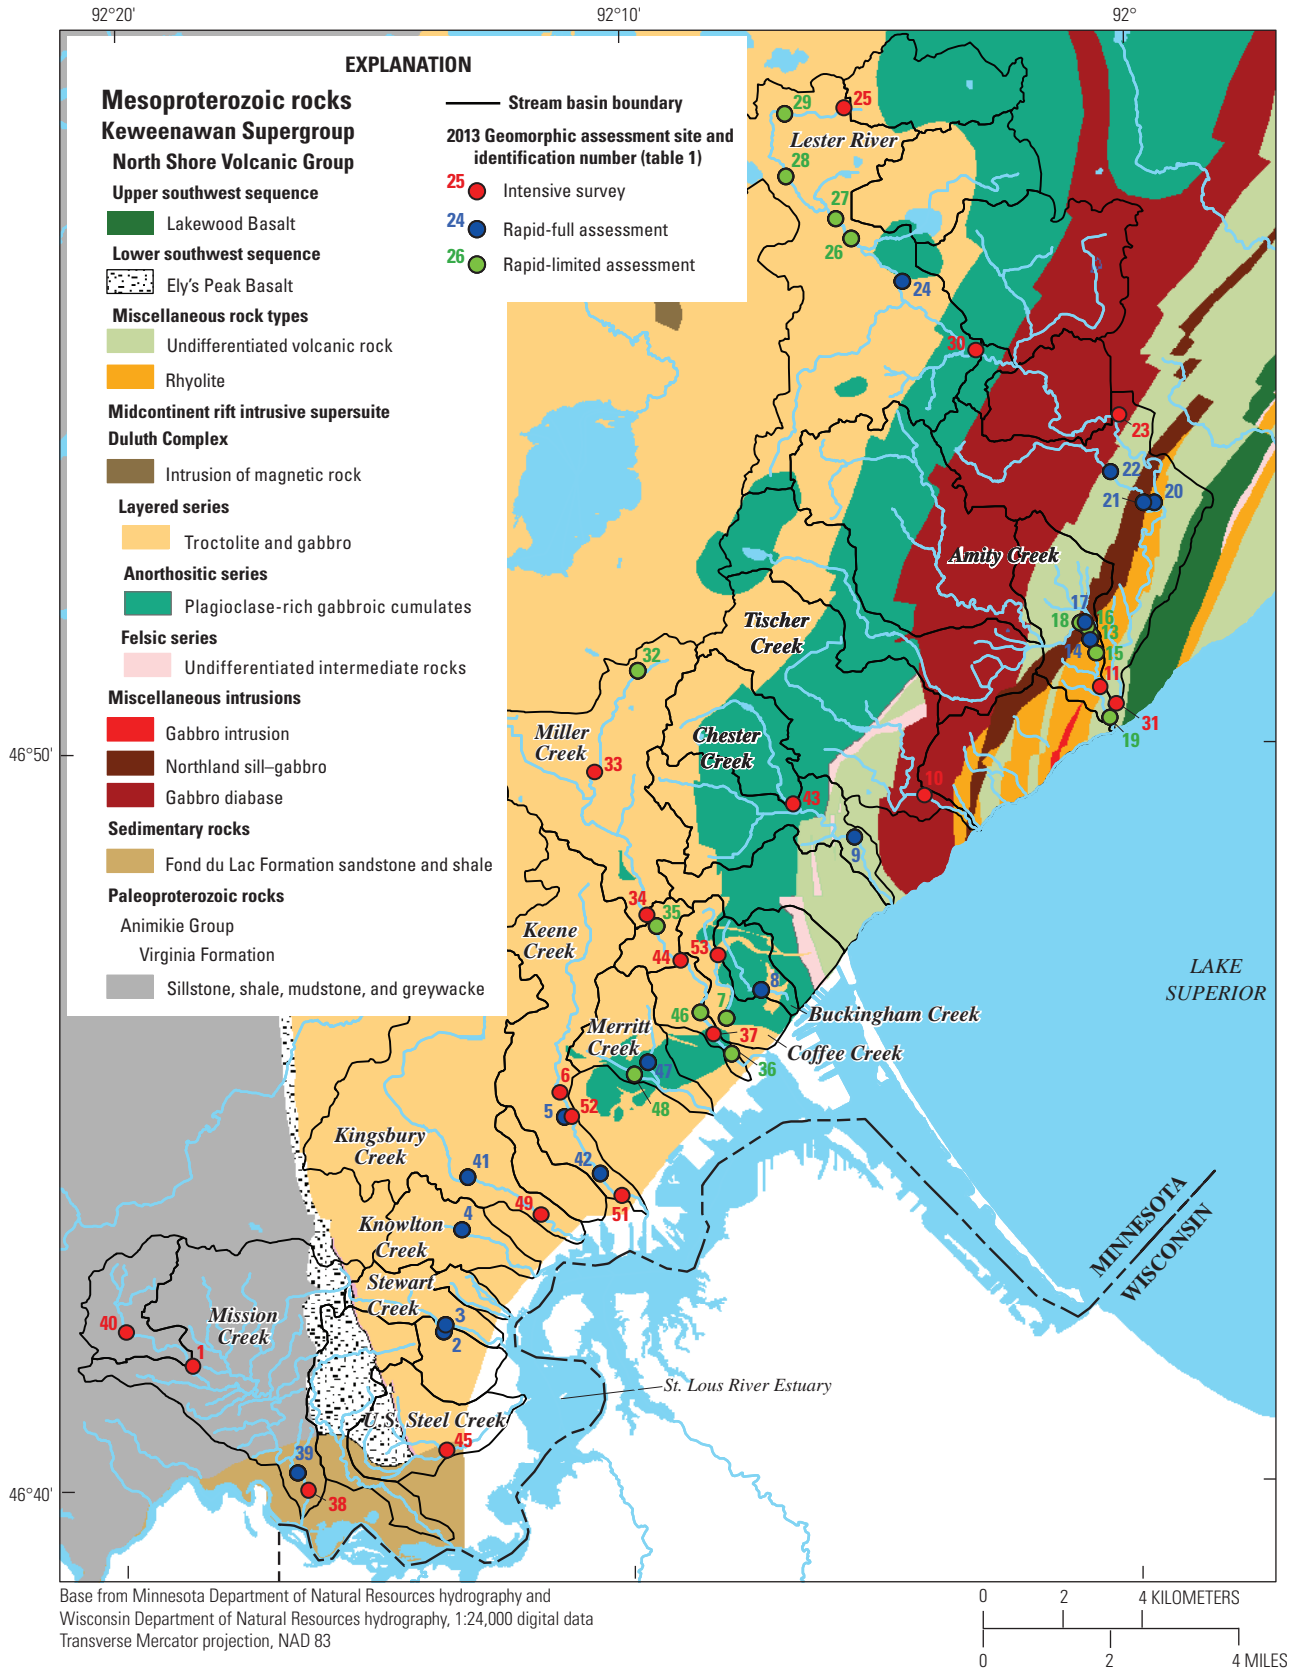 92°20'
92°10'
92°
EXPLANATION
Mesoproterozoic rocks
Keweenawan Supergroup
North Shore Volcanic Group
Upper southwest sequence
Lakewood Basalt
Lower southwest sequence
Ely's Peak Basalt
Miscellaneous rock types
Undifferentiated volcanic rock
Rhyolite
Midcontinent rift intrusive supersuite
Duluth Complex
Intrusion of magnetic rock
Layered series
Troctolite and gabbro
Anorthositic series
Plagioclase-rich gabbroic cumulates
Felsic series
Undifferentiated intermediate rocks
Miscellaneous intrusions
Gabbro intrusion
Northland sill–gabbro
Gabbro diabase
Sedimentary rocks
Fond du Lac Formation sandstone and shale
Paleoproterozoic rocks
Animikie Group
Virginia Formation
Sillstone, shale, mudstone, and greywacke
Stream basin boundary
2013 Geomorphic assessment site and
identification number (table 1)
25
Intensive survey
24
Rapid-full assessment
26
Rapid-limited assessment
29
25
Lester River
28
27
26
24
30
23
22
21
20
Amity Creek
17
18
16
13
14
15
11
31
19
Tischer
Creek
32
Miller
Creek
33
Chester
Creek
43
10
9
46°50'
34
35
Keene
Creek
44
53
8
7
46
Buckingham Creek
37
Coffee Creek
36
Merritt
Creek
47
48
6
5
52
LAKE
SUPERIOR
Kingsbury
Creek
41
42
49
51
4
Knowlton
Creek
Stewart
Creek
3
2
MINNESOTA
WISCONSIN
Mission
Creek
40
1
St. Lous River Estuary
U.S. Steel Creek
45
39
38
46°40'
Base from Minnesota Department of Natural Resources hydrography and
Wisconsin Department of Natural Resources hydrography, 1:24,000 digital data
Transverse Mercator projection, NAD 83
0 2 4 KILOMETERS
0 2 4 MILES